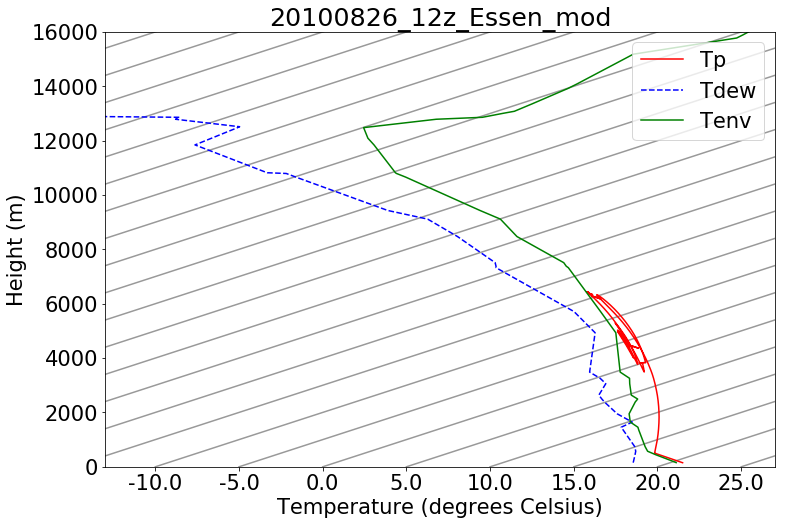 20100826_12z_Essen_mod
16000
14000
12000
10000
8000
6000
4000
2000
0
Height (m)
Tp
Tdew
Tenv
-10.0 -5.0 0.0 5.0 10.0 15.0 20.0 25.0
Temperature (degrees Celsius)